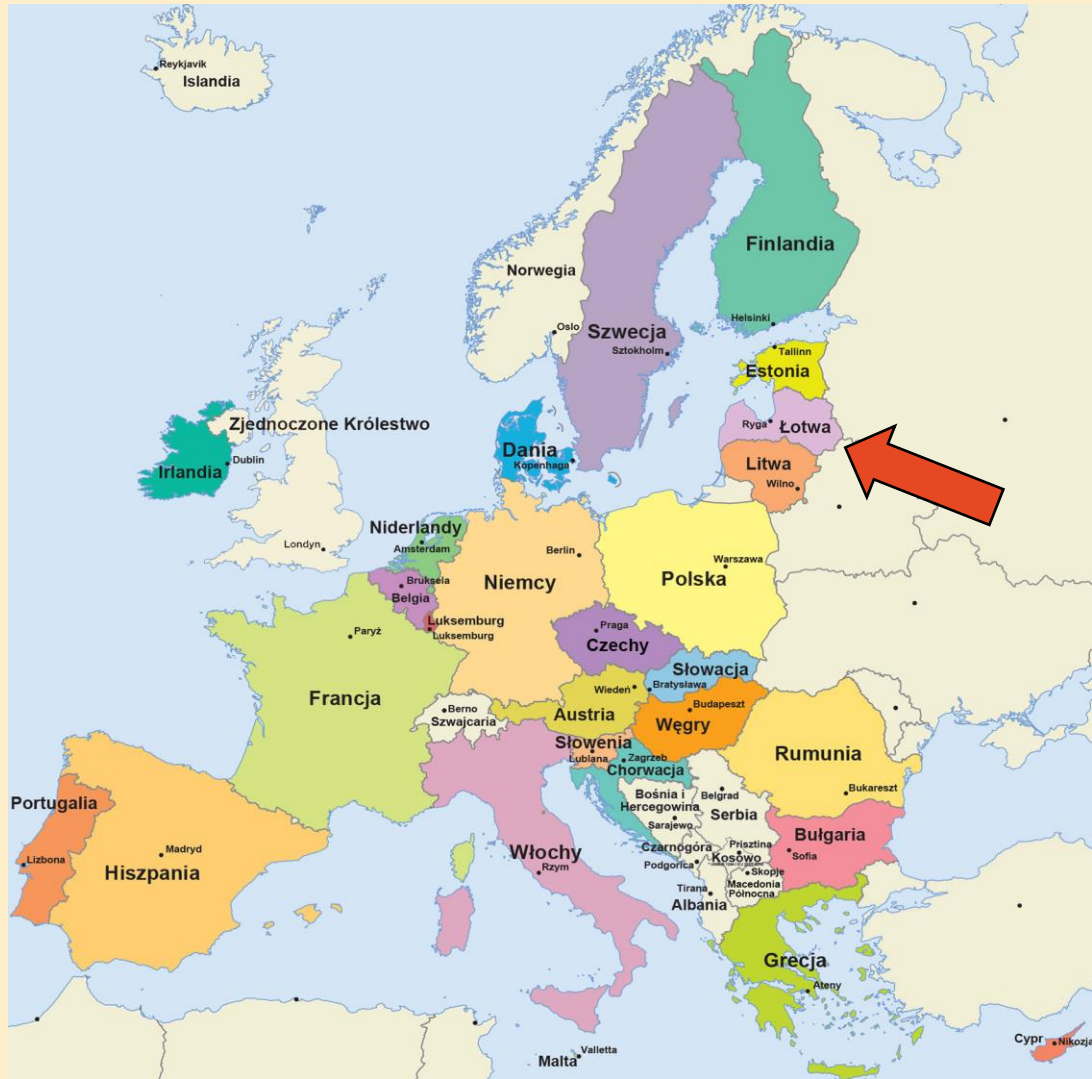 Reykjavik
Islandia
Finlandia
Norwegia
Helsinki
Oslo
Szwecja
Sztokholm
Tallinn
Estonia
Zjednoczone Królestwo
Ryga
Łotwa
Dania
Kopenhaga
Irlandia
Dublin
Litwa
Wilno
Niderlandy
Amsterdam
Londyn
Berlin
Warszawa
Polska
Niemcy
Bruksela
Belgia
Luksemburg
Luksemburg
Paryż
Praga
Czechy
Słowacja
Bratysława
Wiedeń
Francja
Berno
Szwajcaria
Austria
Budapeszt
Węgry
Słowenia
Lublana
Zagrzeb
Chorwacja
Rumunia
Bukareszt
Bośnia i
Hercegowina
Sarajewo
Belgrad
Serbia
Portugalia
Lizbona
Madryd
Hiszpania
Włochy
Rzym
Czarnogóra
Podgorica
Prisztina
Kosowo
Bułgaria
Sofia
Skopje
Macedonia
Północna
Tirana
Albania
Grecja
Ateny
Malta
Valletta
Cypr
Nikozja